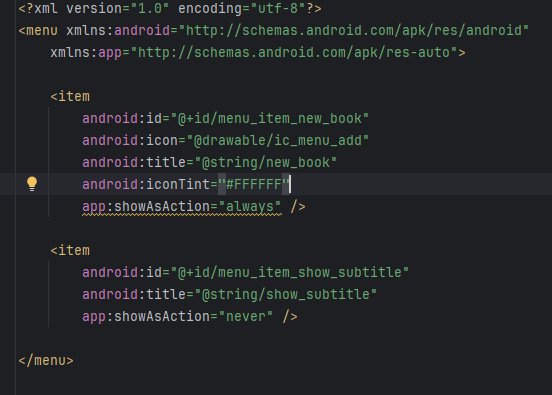 <?xml version="1.0" encoding="utf-8"?>
<menu xmlns:android="http://schemas.android.com/apk/res/android"
    xmlns:app="http://schemas.android.com/apk/res-auto">
    <item
        android:id="@+id/menu_item_new_book"
        android:icon="@drawable/ic_menu_add"
        android:title="@string/new_book"
        android:iconTint="#FFFFFF"
        app:showAsAction="always" />
    <item
        android:id="@+id/menu_item_show_subtitle"
        android:title="@string/show_subtitle"
        app:showAsAction="never" />
</menu>